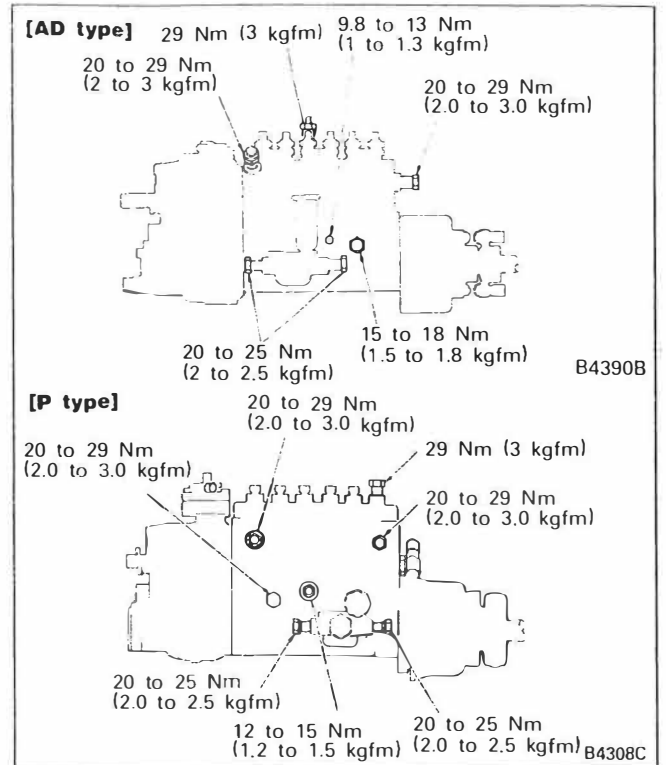 [AD type]
29 Nm (3 kgfm)
9.8 to 13 Nm
(1 to 1.3 kgfm)
20 to 29 Nm
(2 to 3 kgfm)
20 to 29 Nm
(2.0 to 3.0 kgfm)
20 to 25 Nm
(2 to 2.5 kgfm)
15 to 18 Nm
(1.5 to 1.8 kgfm)
B4390B
[P type]
20 to 29 Nm
(2.0 to 3.0 kgfm)
20 to 29 Nm
(2.0 to 3.0 kgfm)
29 Nm (3 kgfm)
20 to 29 Nm
(2.0 to 3.0 kgfm)
20 to 25 Nm
(2.0 to 2.5 kgfm)
12 to 15 Nm
(1.2 to 1.5 kgfm)
20 to 25 Nm
(2.0 to 2.5 kgfm)
B4308C